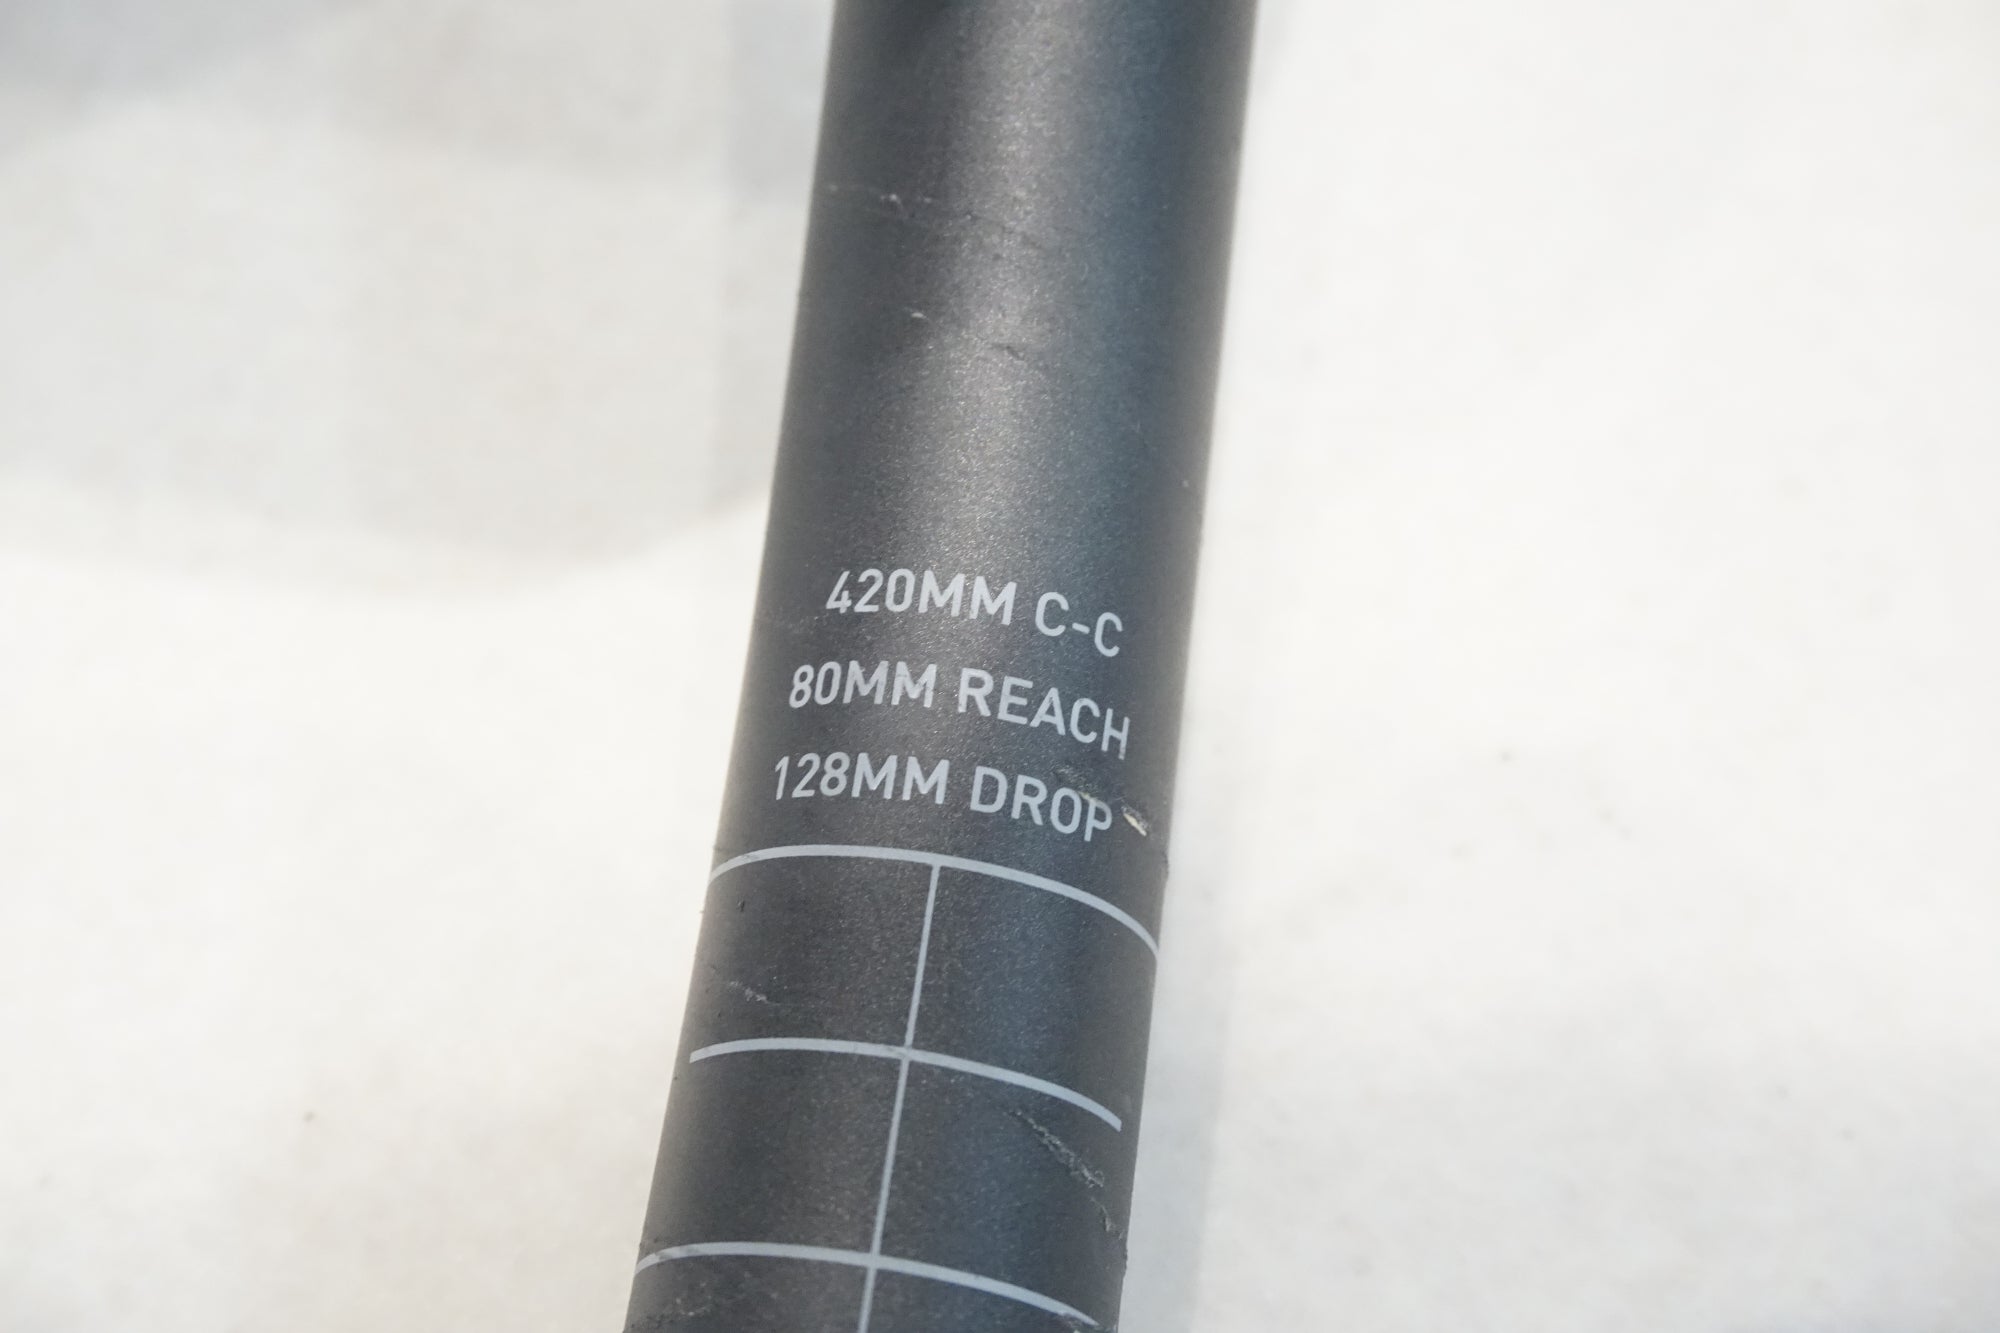 420MM C-C
80MM REACH
128MM DROP